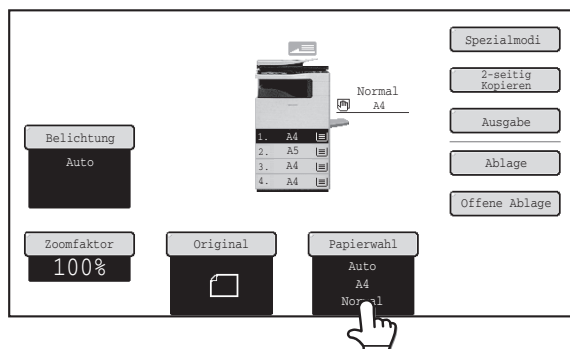 Spezialmodi
2-seitig
Kopieren
Normal
A4
Ausgabe
Belichtung
Auto
1. A4
2. A5
3. A4
4. A4
Ablage
Offene Ablage
Zoomfaktor
100%
Original
Papierwahl
Auto
A4
Normal